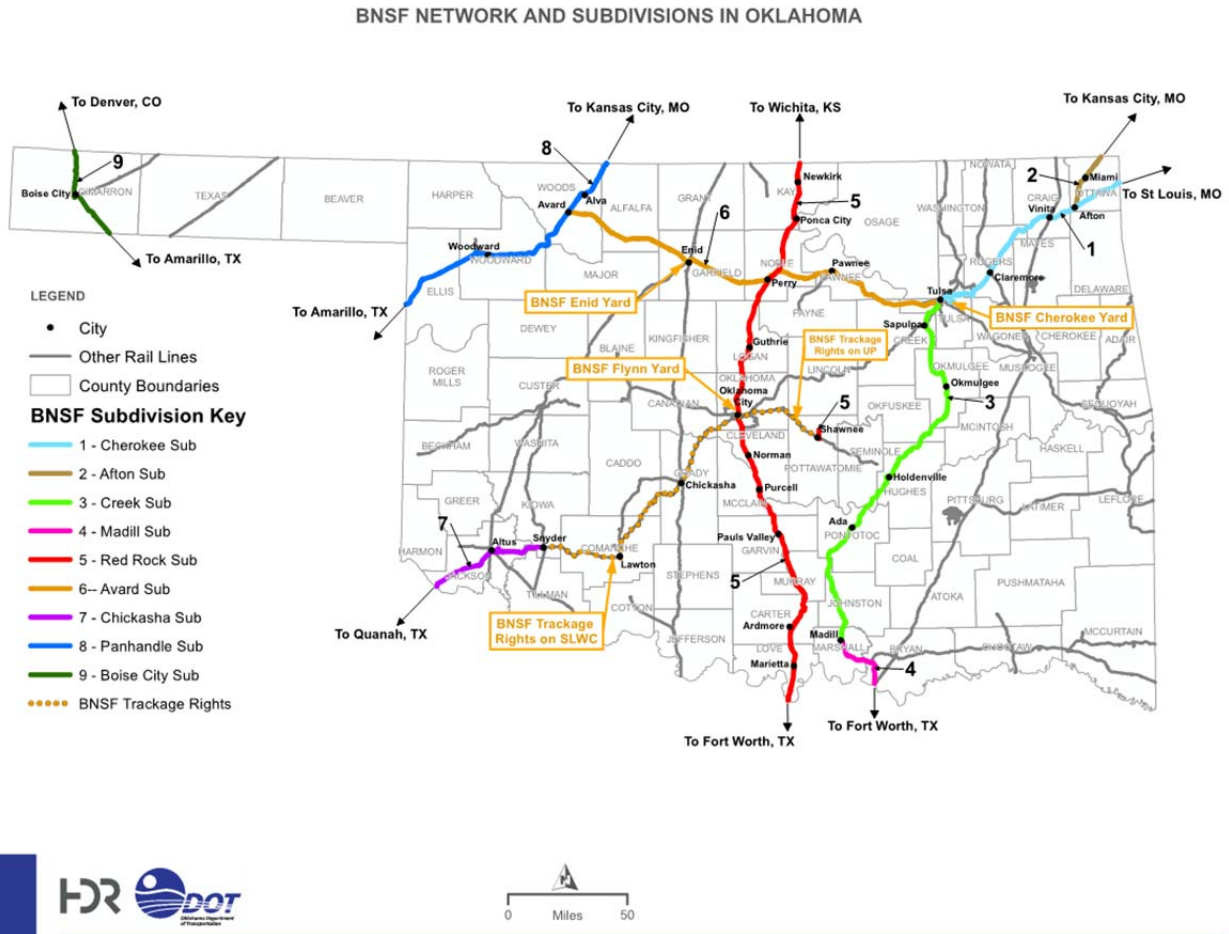 BNSF NETWORK AND SUBDIVISIONS IN OKLAHOMA
To Denver, CO
To Kansas City, MO
To Wichita, KS
To Kansas City, MO
To St Louis, MO
9
8
2
Boise City
CIMARRON
TEXAS
BEAVER
HARPER
WOODS
Alva
Avard
ALFALFA
GRANT
6
KAY
Newkirk
5
Ponca City
OSAGE
WASHINGTON
NOWATA
CRAIG
Vinita
Miami
OTTAWA
Afton
1
To Amarillo, TX
Woodward
WOODWARD
ELLIS
MAJOR
Enid
GARFIELD
NOBLE
Perry
Pawnee
PAWNEE
ROGERS
MAYES
Claremore
DELAWARE
Tulsa
TULSA
To Amarillo, TX
BNSF Enid Yard
BNSF Cherokee Yard
LEGEND
City
Other Rail Lines
County Boundaries
BNSF Subdivision Key
1 - Cherokee Sub
2 - Afton Sub
3 - Creek Sub
4 - Madill Sub
5 - Red Rock Sub
6-- Avard Sub
7 - Chickasha Sub
8 - Panhandle Sub
9 - Boise City Sub
BNSF Trackage Rights
DEWEY
BLAINE
KINGFISHER
PAYNE
Guthrie
LOGAN
BNSF Trackage
Rights on UP
Sapulpa
CREEK
WAGONER
CHEROKEE
ADAIR
ROGER
MILLS
CUSTER
BNSF Flynn Yard
OKLAHOMA
Oklahoma
City
LINCOLN
OKMULGEE
Okmulgee
MUSKOGEE
3
CANADIAN
5
OKFUSKEE
SEQUOYAH
BECKHAM
WASHITA
CLEVELAND
Shawnee
MCINTOSH
CADDO
Norman
SEMINOLE
POTTAWATOMIE
HASKELL
GREER
KIOWA
GRADY
Chickasha
Purcell
MCCLAIN
Holdenville
HUGHES
PITTSBURG
LATIMER
LEFLORE
7
HARMON
Altus
Snyder
COMANCHE
Lawton
Pauls Valley
GARVIN
Ada
PONTOTOC
COAL
JACKSON
TILLMAN
STEPHENS
5
MURRAY
PUSHMATAHA
COTTON
JOHNSTON
ATOKA
BNSF Trackage
Rights on SLWC
To Quanah, TX
JEFFERSON
CARTER
Ardmore
LOVE
Marietta
Madill
MARSHALL
BRYAN
CHOCTAW
MCCURTAIN
4
To Fort Worth, TX
To Fort Worth, TX
HDR
DOT
Oklahoma Department
of Transportation
N
0 Miles 50